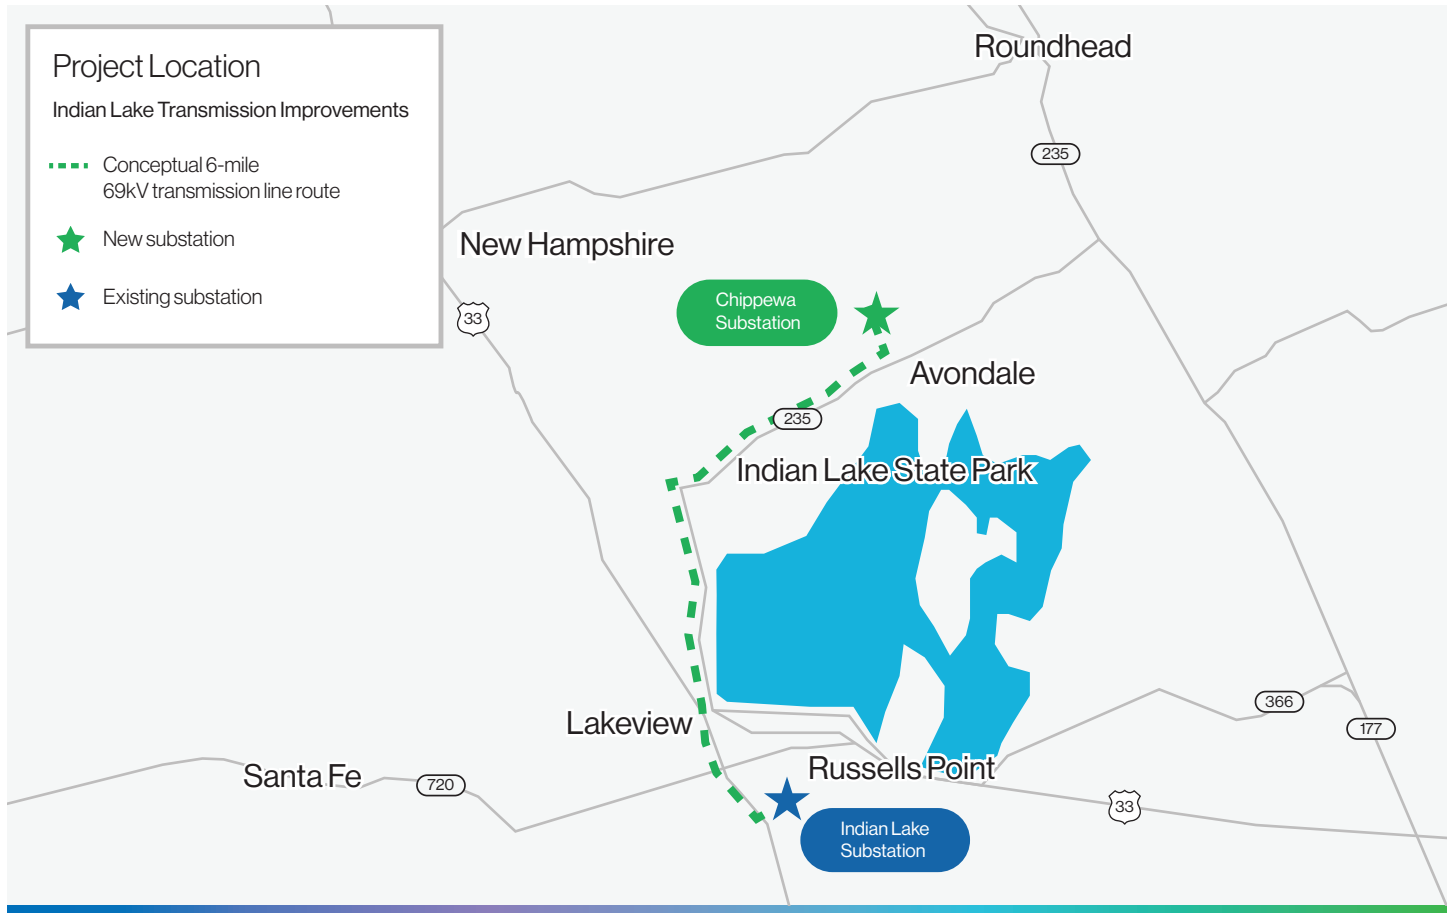 Project Location
Indian Lake Transmission Improvements
Conceptual 6-mile
69kV transmission line route
New substation
Existing substation
Roundhead
235
New Hampshire
33
Chippewa
Substation
Avondale
235
Indian Lake State Park
Lakeview
366
177
Santa Fe
720
Russells Point
33
Indian Lake
Substation